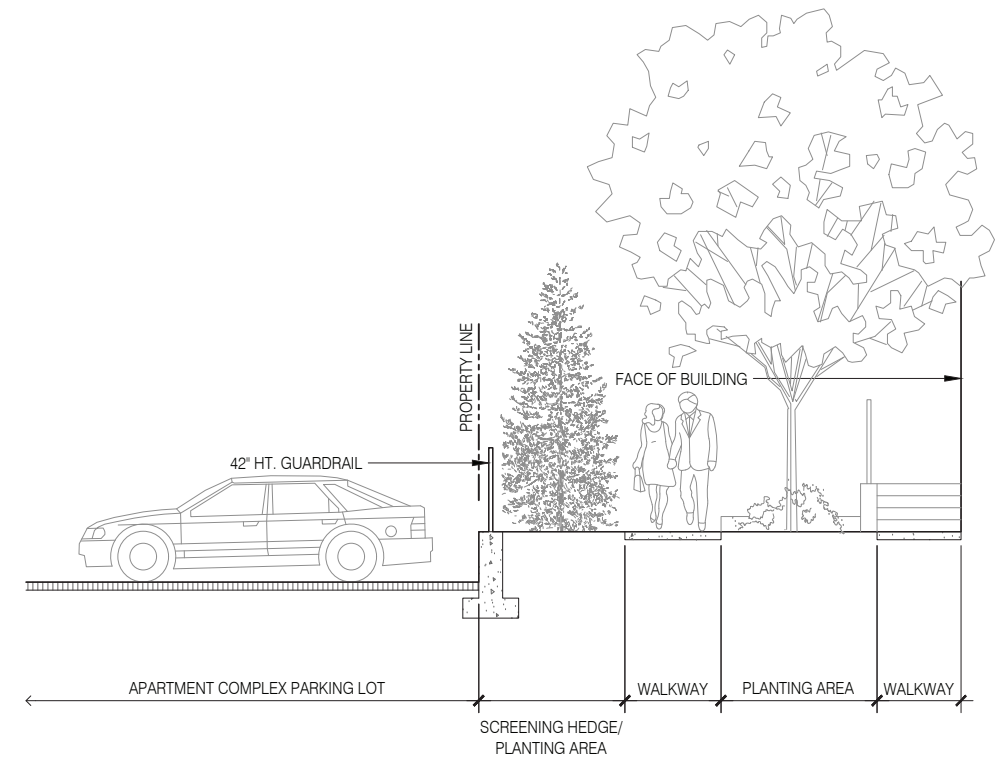 PROPERTY LINE
FACE OF BUILDING
42" HT. GUARDRAIL
APARTMENT COMPLEX PARKING LOT
SCREENING HEDGE/
PLANTING AREA
WALKWAY
PLANTING AREA
WALKWAY